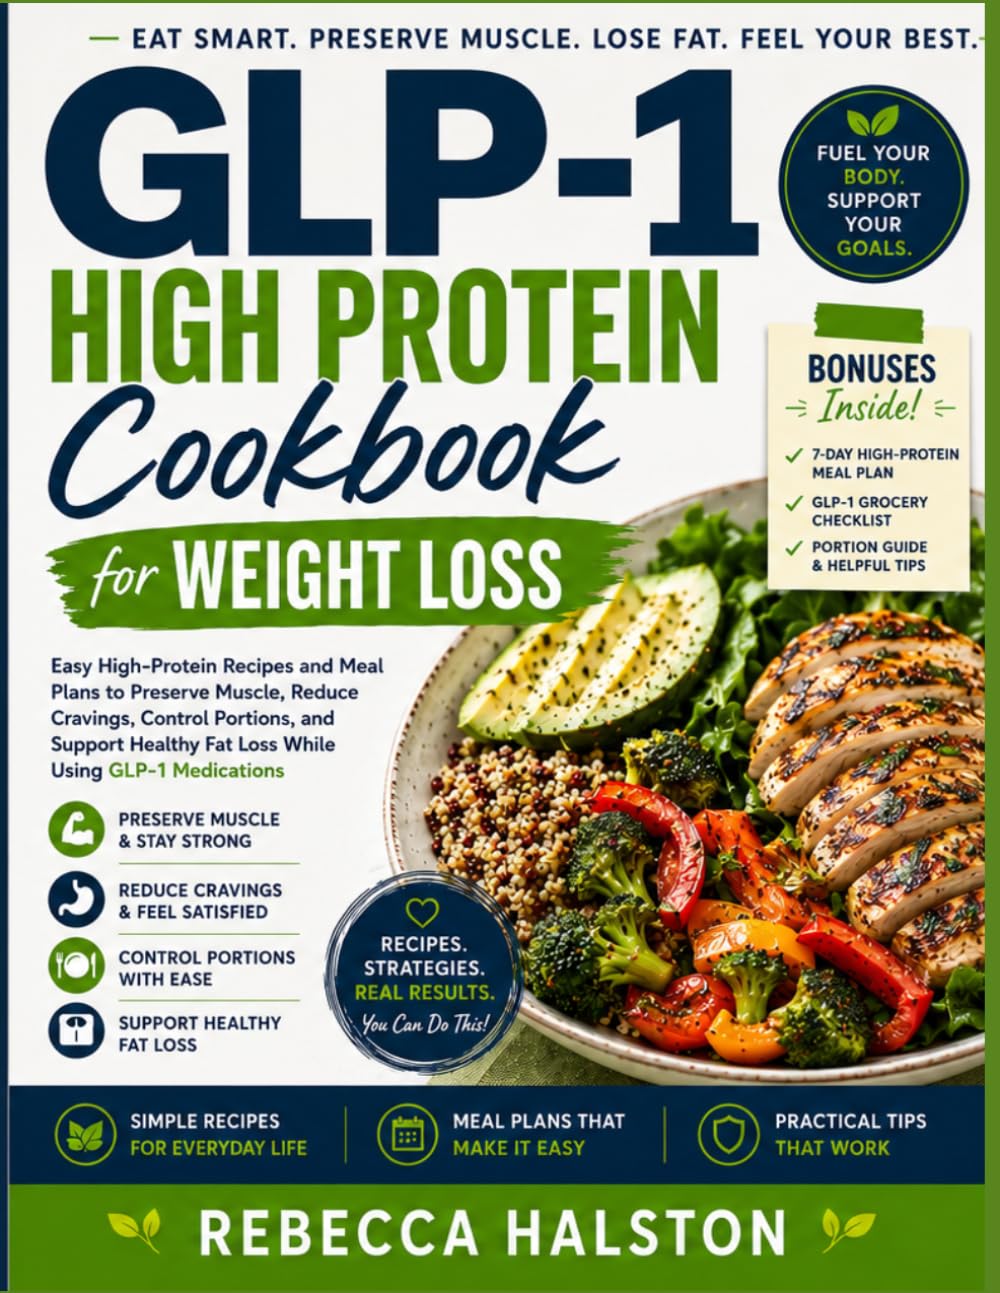 EAT SMART. PRESERVE MUSCLE. LOSE FAT. FEEL YOUR BEST.
GLP-1
HIGH PROTEIN
Cookbook
for WEIGHT LOSS
FUEL YOUR
BODY.
SUPPORT
YOUR
GOALS.
BONUSES
Inside!
7-DAY HIGH-PROTEIN
MEAL PLAN
GLP-1 GROCERY
CHECKLIST
PORTION GUIDE
& HELPFUL TIPS
Easy High-Protein Recipes and Meal
Plans to Preserve Muscle, Reduce
Cravings, Control Portions, and
Support Healthy Fat Loss While
Using GLP-1 Medications
PRESERVE MUSCLE
& STAY STRONG
REDUCE CRAVINGS
& FEEL SATISFIED
CONTROL PORTIONS
WITH EASE
SUPPORT HEALTHY
FAT LOSS
RECIPES.
STRATEGIES.
REAL RESULTS.
You Can Do This!
SIMPLE RECIPES
FOR EVERYDAY LIFE
MEAL PLANS THAT
MAKE IT EASY
PRACTICAL TIPS
THAT WORK
REBECCA HALSTON